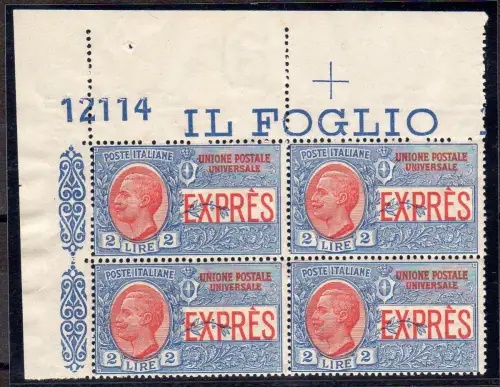 12114
IL FOGLIO
POSTE ITALIANE
UNIONE POSTALE
UNIVERSALE
EXPRÈS
2 LIRE 2
POSTE ITALIANE
UNIONE POSTALE
UNIVERSALE
EXPRÈS
2 LIRE 2
POSTE ITALIANE
UNIONE POSTALE
UNIVERSALE
EXPRÈS
2 LIRE 2
POSTE ITALIANE
UNIONE POSTALE
UNIVERSALE
EXPRÈS
2 LIRE 2